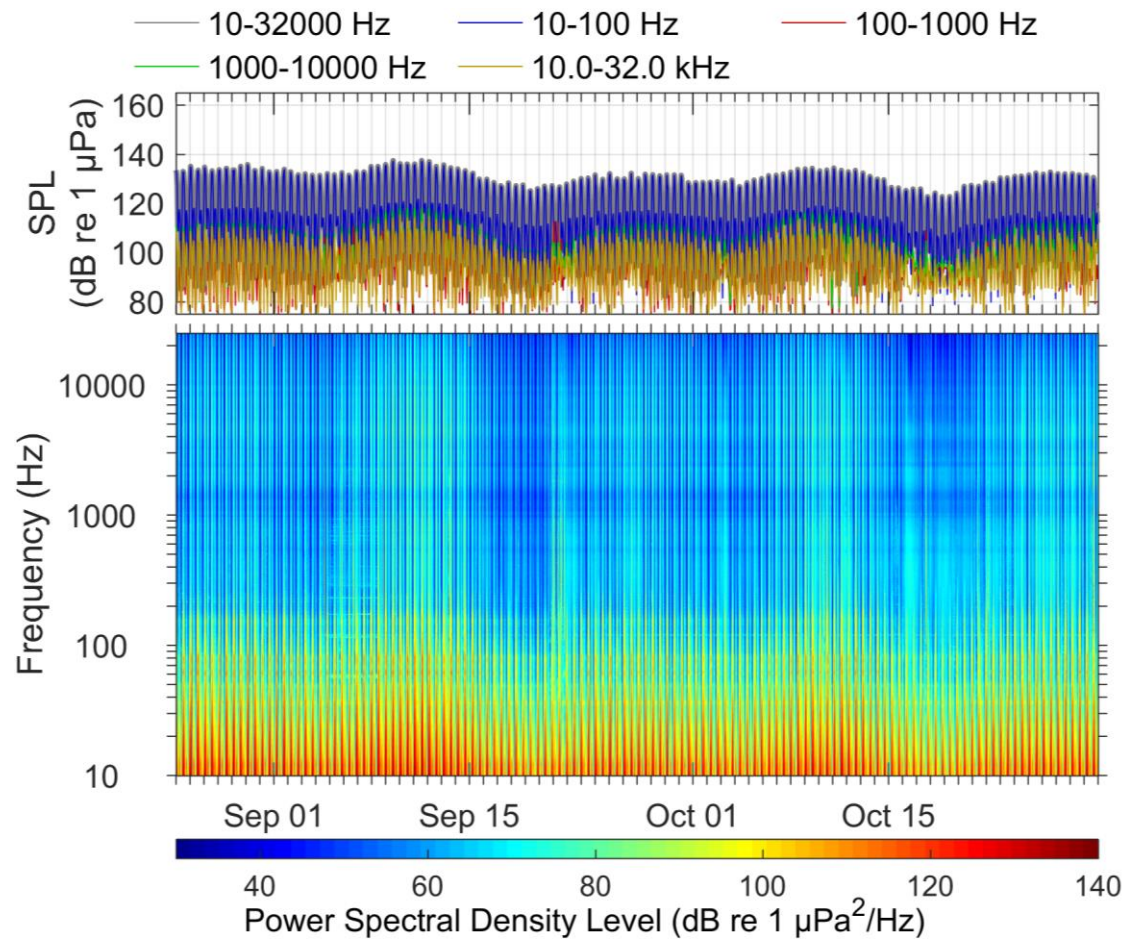 10-32000 Hz 10-100 Hz 100-1000 Hz
1000-10000 Hz 10.0-32.0 kHz
160
140
120
100
80
SPL
(dB re 1 µPa)
10000
1000
100
10
Frequency (Hz)
Sep 01 Sep 15 Oct 01 Oct 15
40 60 80 100 120 140
Power Spectral Density Level (dB re 1 µPa²/Hz)